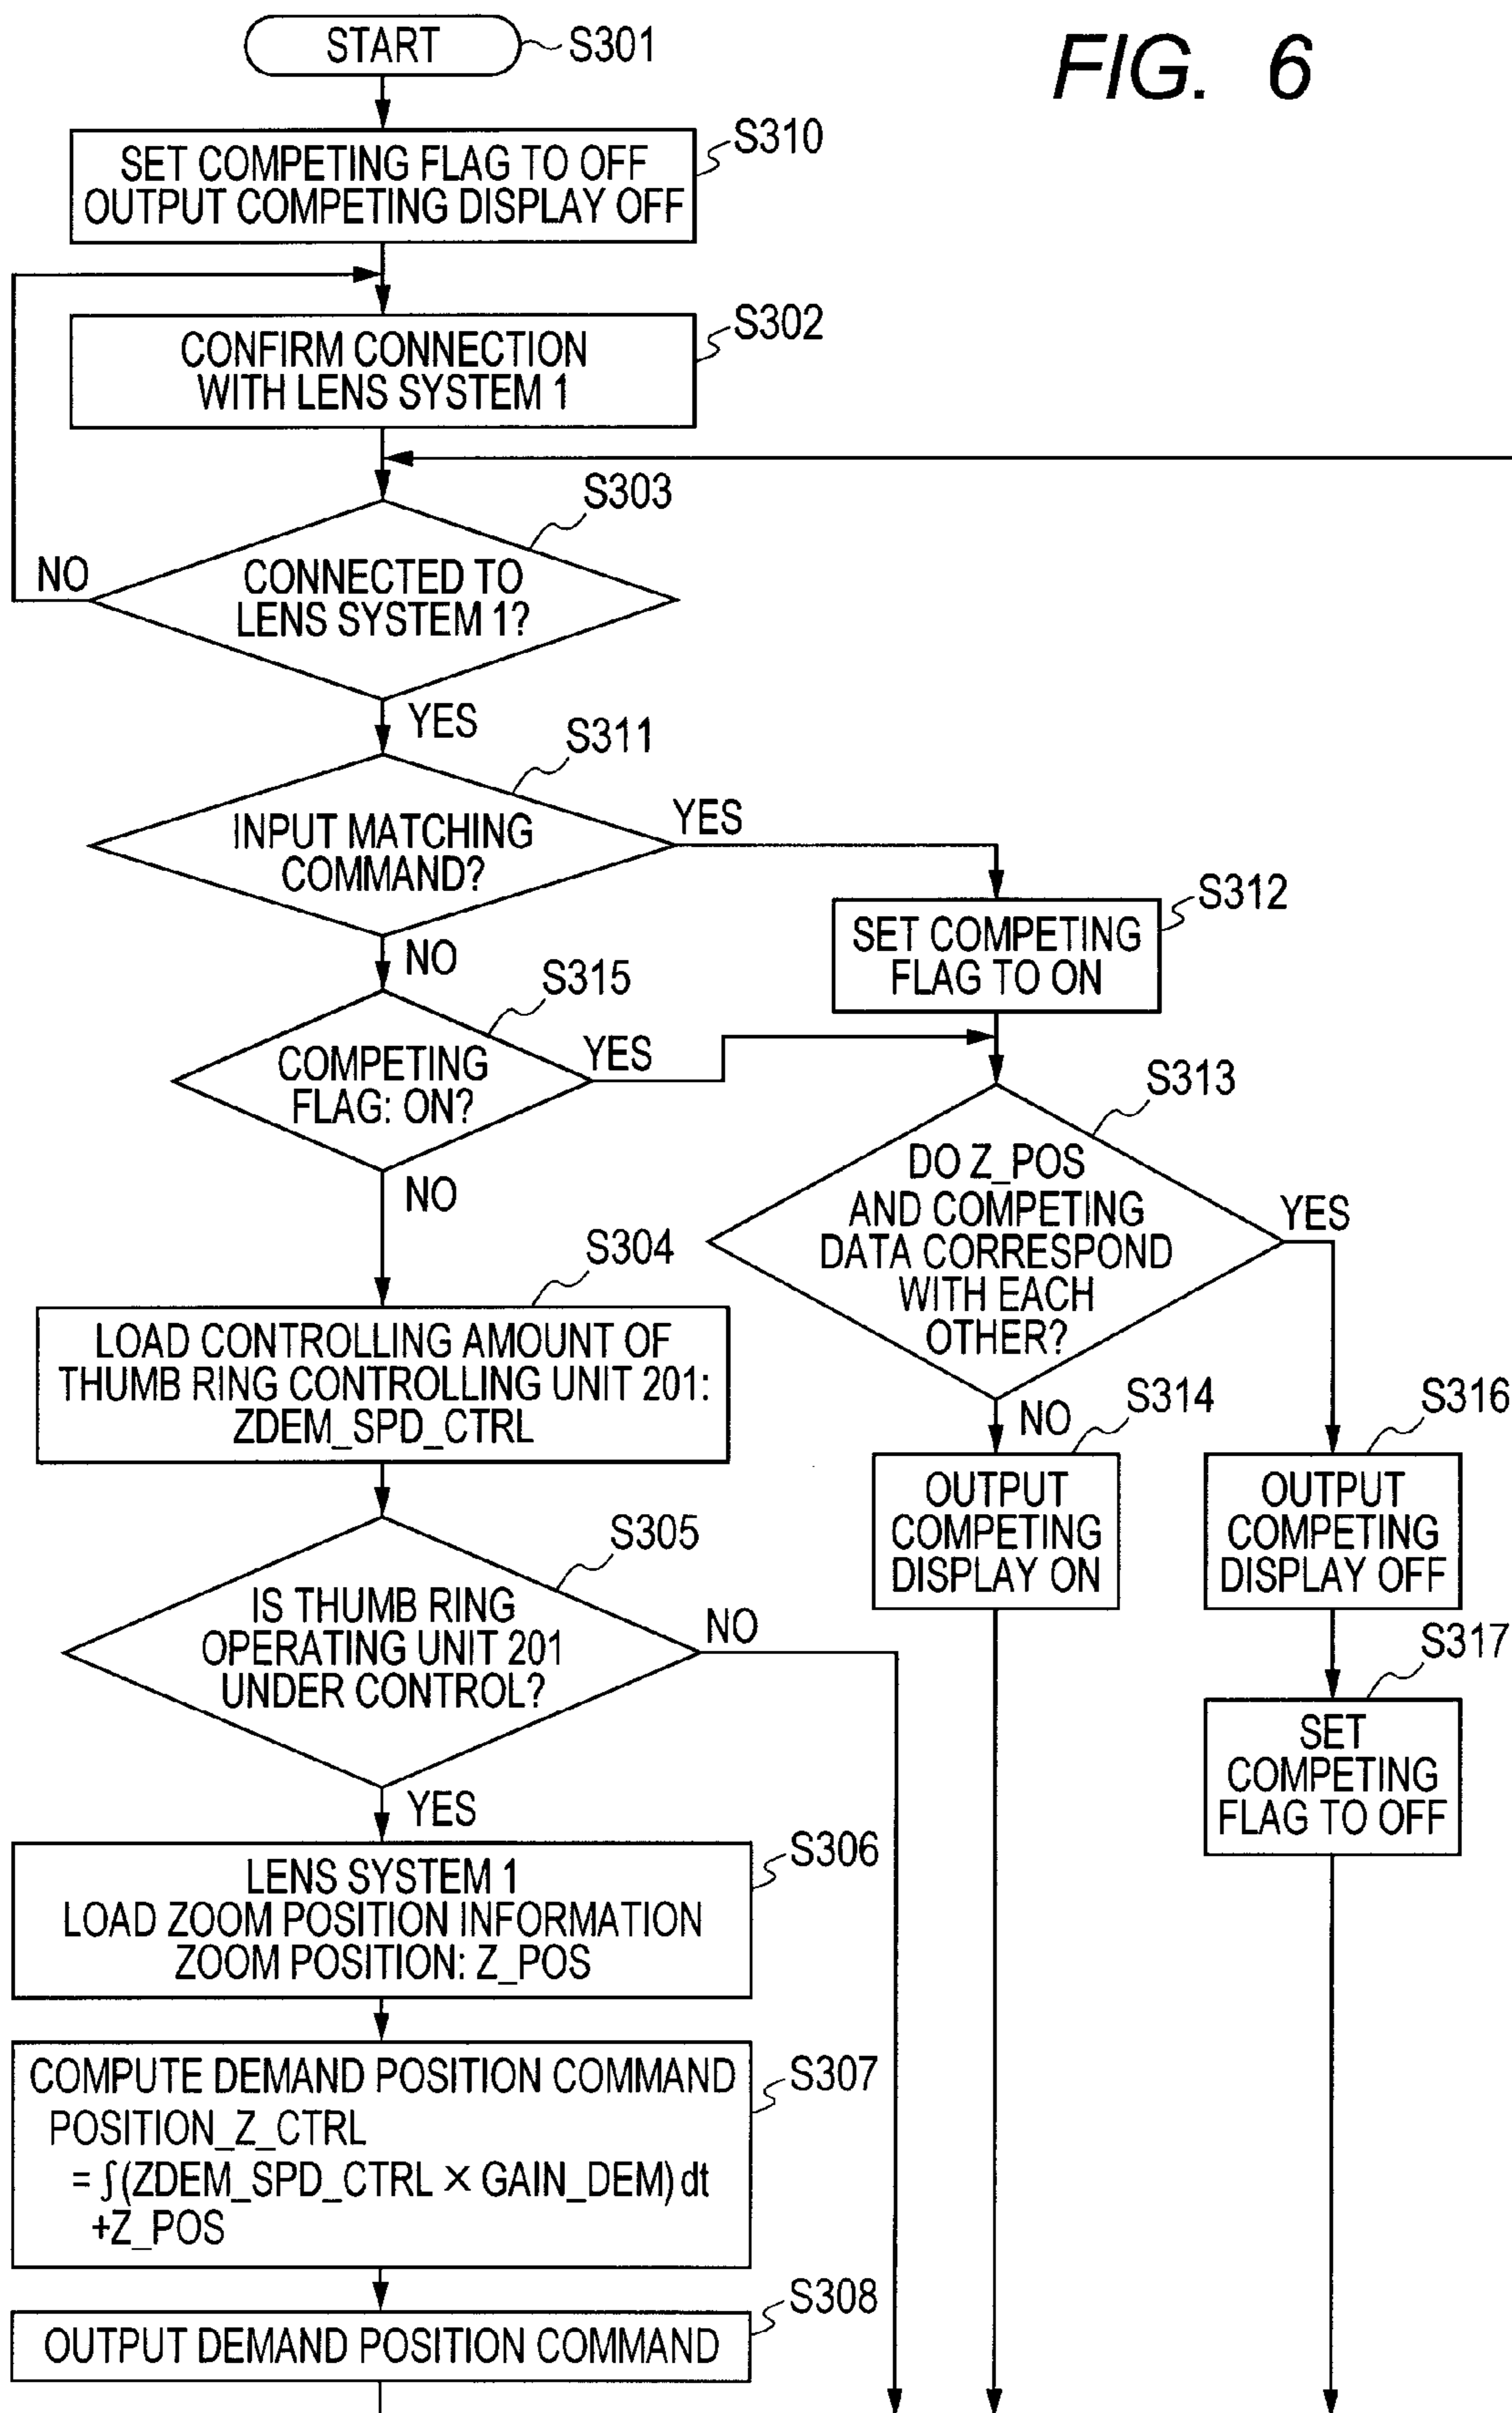 FIG. 6
START
S301
SET COMPETING FLAG TO OFF
OUTPUT COMPETING DISPLAY OFF
S310
CONFIRM CONNECTION
WITH LENS SYSTEM 1
S302
S303
CONNECTED TO
LENS SYSTEM 1?
NO
YES
S311
INPUT MATCHING
COMMAND?
YES
NO
S312
SET COMPETING
FLAG TO ON
S315
COMPETING
FLAG: ON?
YES
NO
S313
DO Z_POS
AND COMPETING
DATA CORRESPOND
WITH EACH
OTHER?
YES
NO
S304
LOAD CONTROLLING AMOUNT OF
THUMB RING CONTROLLING UNIT 201:
ZDEM_SPD_CTRL
S314
OUTPUT
COMPETING
DISPLAY ON
S316
OUTPUT
COMPETING
DISPLAY OFF
S305
IS THUMB RING
OPERATING UNIT 201
UNDER CONTROL?
NO
YES
S317
SET
COMPETING
FLAG TO OFF
S306
LENS SYSTEM 1
LOAD ZOOM POSITION INFORMATION
ZOOM POSITION: Z_POS
S307
COMPUTE DEMAND POSITION COMMAND
POSITION_Z_CTRL
= ∫(ZDEM_SPD_CTRL × GAIN_DEM) dt
+Z_POS
S308
OUTPUT DEMAND POSITION COMMAND